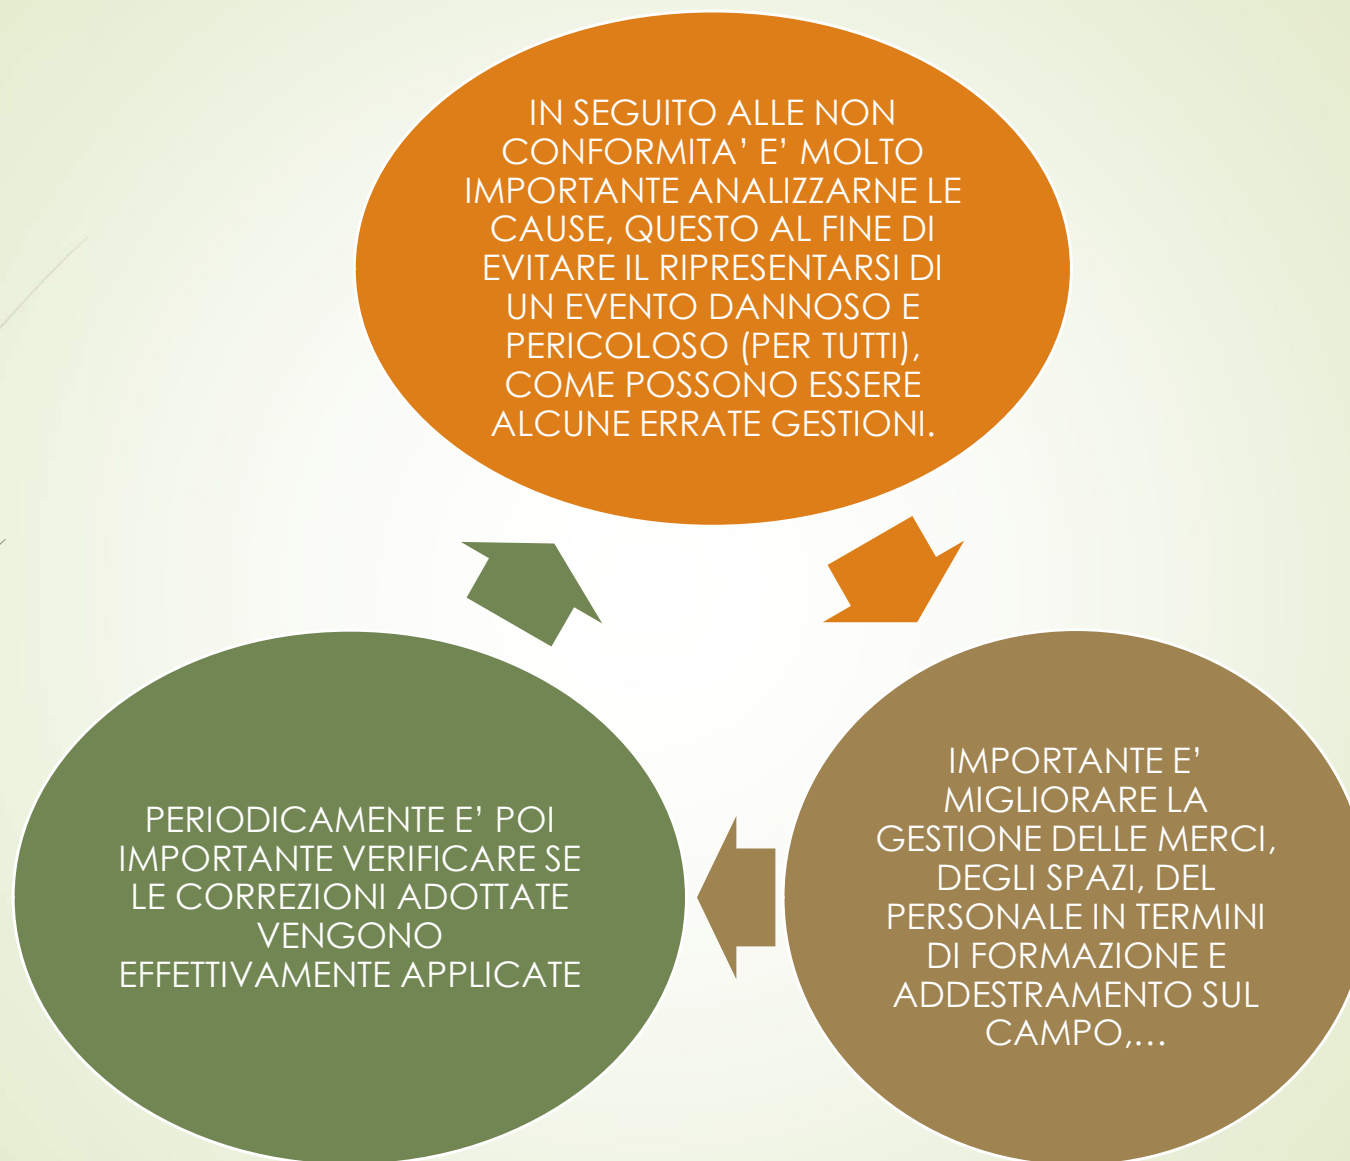 IN SEGUITO ALLE NON
CONFORMITA’ E’ MOLTO
IMPORTANTE ANALIZZARNE LE
CAUSE, QUESTO AL FINE DI
EVITARE IL RIPRESENTARSI DI
UN EVENTO DANNOSO E
PERICOLOSO (PER TUTTI),
COME POSSONO ESSERE
ALCUNE ERRATE GESTIONI.
IMPORTANTE E’
MIGLIORARE LA
GESTIONE DELLE MERCI,
DEGLI SPAZI, DEL
PERSONALE IN TERMINI
DI FORMAZIONE E
ADDESTRAMENTO SUL
CAMPO,…
PERIODICAMENTE E’ POI
IMPORTANTE VERIFICARE SE
LE CORREZIONI ADOTTATE
VENGONO
EFFETTIVAMENTE APPLICATE